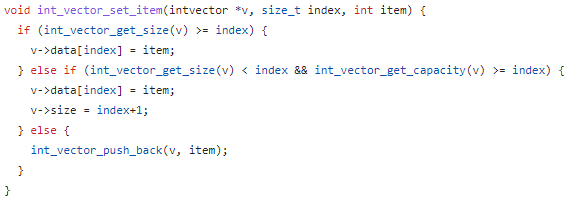 void int_vector_set_item(intvector *v, size_t index, int item) {
  if (int_vector_get_size(v) >= index) {
    v->data[index] = item;
  } else if (int_vector_get_size(v) < index && int_vector_get_capacity(v) >= index) {
    v->data[index] = item;
    v->size = index+1;
  } else {
    int_vector_push_back(v, item);
  }
}